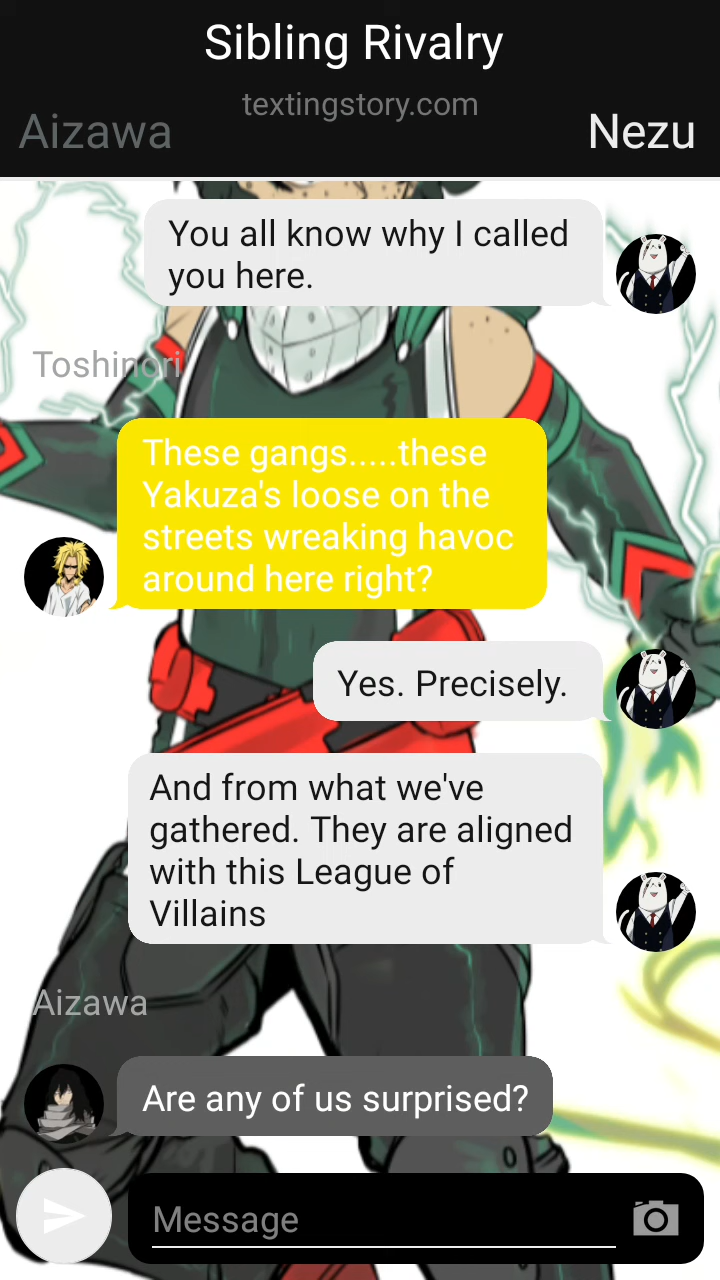 Sibling Rivalry
textingstory.com
Aizawa
Nezu
You all know why I called
you here.
Toshinori
These gangs.....these
Yakuza's loose on the
streets wreaking havoc
around here right?
Yes. Precisely.
And from what we've
gathered. They are aligned
with this League of
Villains
Aizawa
Are any of us surprised?
Message